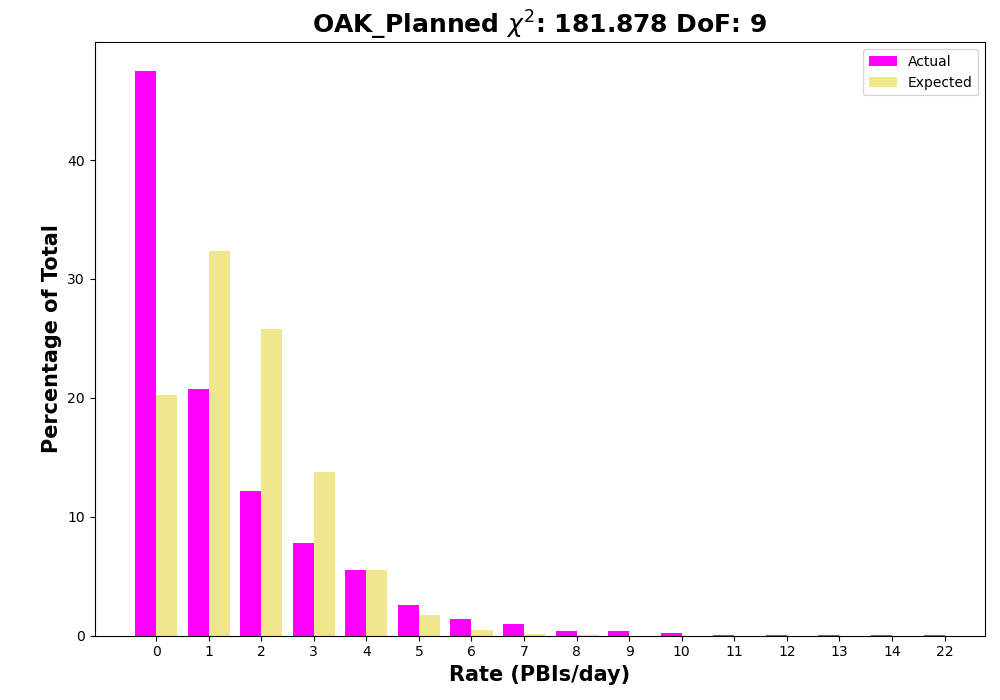 OAK_Planned χ²: 181.878 DoF: 9
Actual
Expected
Percentage of Total
40
30
20
10
0
0 1 2 3 4 5 6 7 8 9 10 11 12 13 14 22
Rate (PBIs/day)